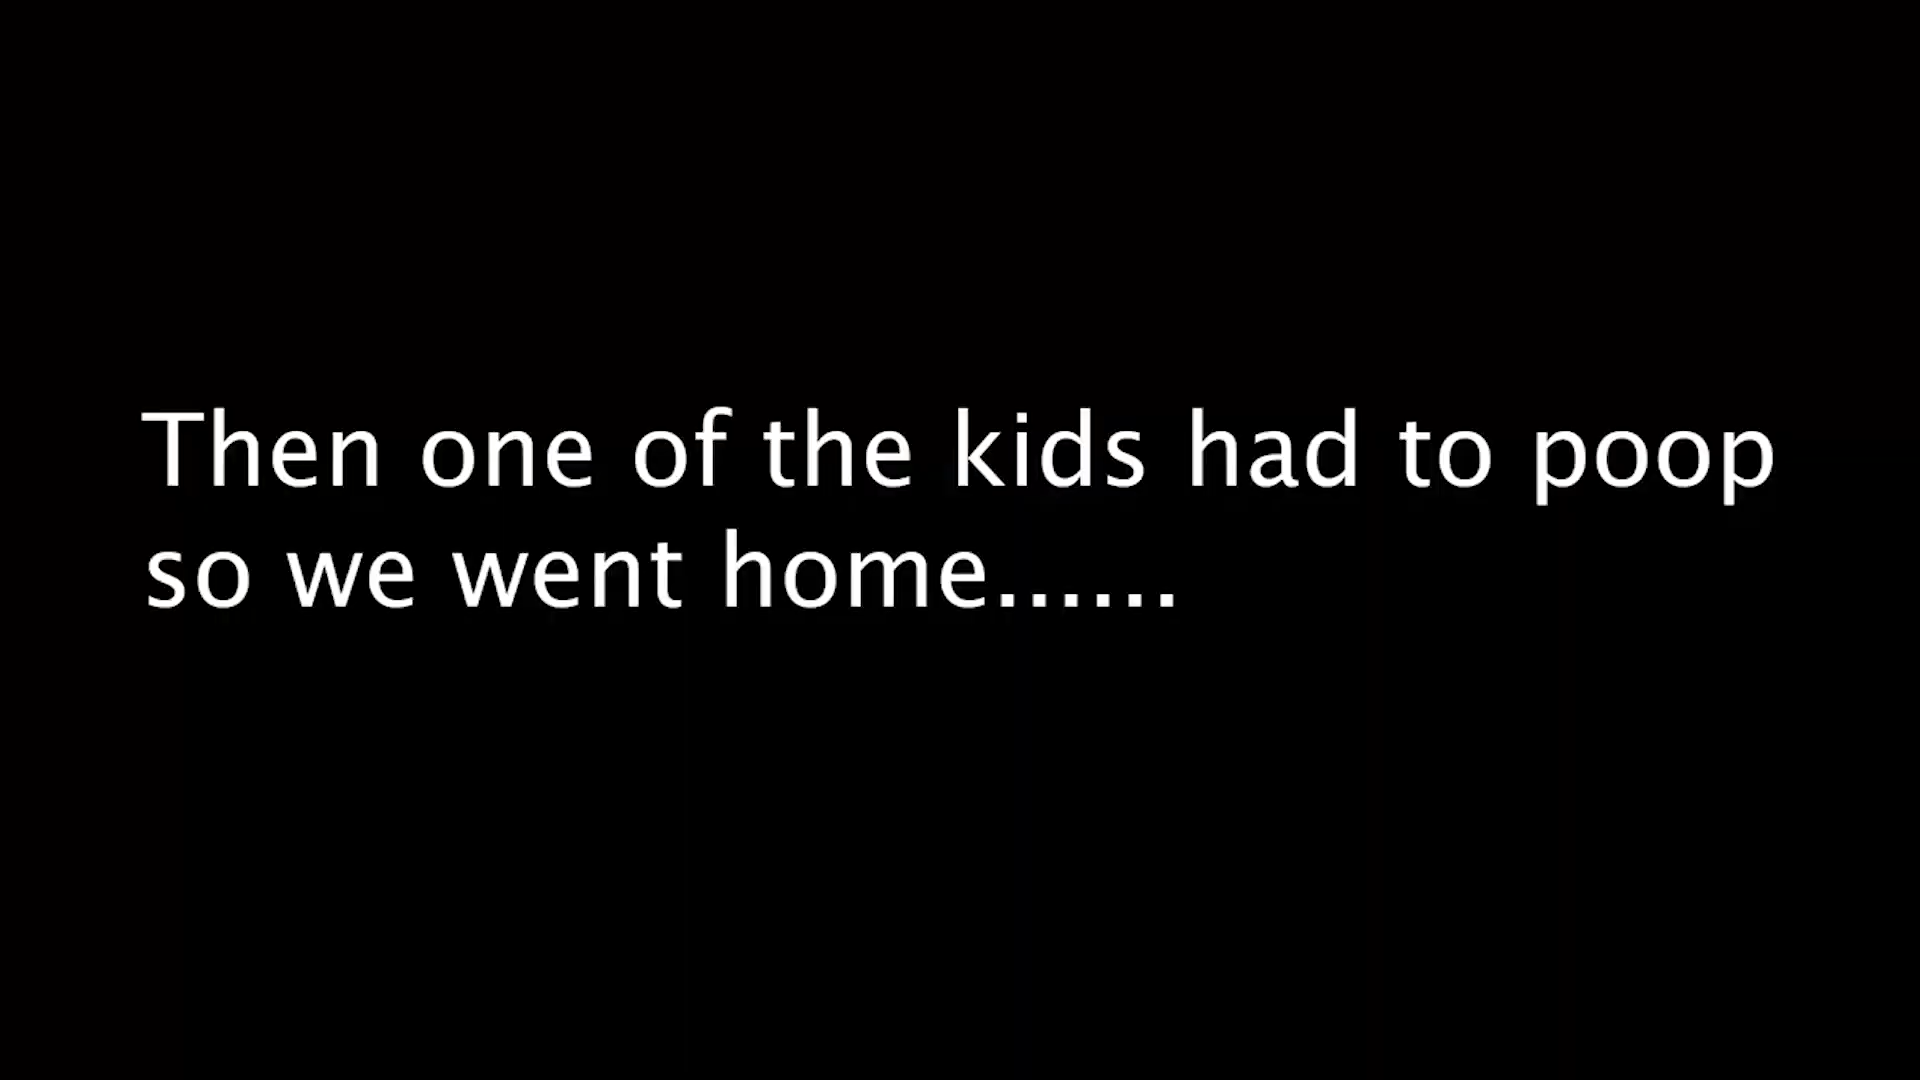 Then one of the kids had to poop
so we went home......